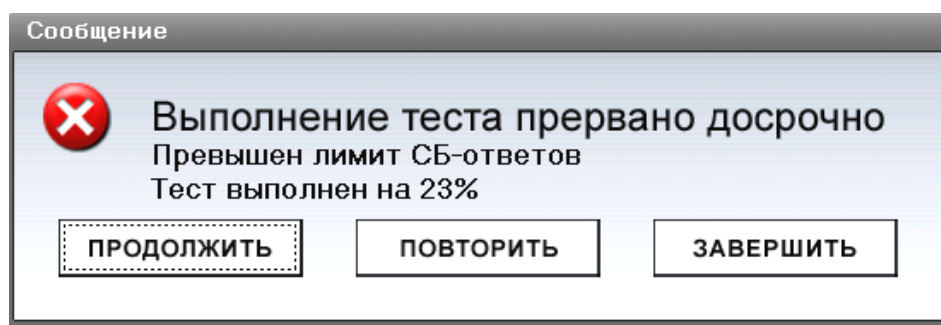 Сообщение
Выполнение теста прервано досрочно
Превышен лимит СБ-ответов
Тест выполнен на 23%
ПРОДОЛЖИТЬ ПОВТОРИТЬ ЗАВЕРШИТЬ